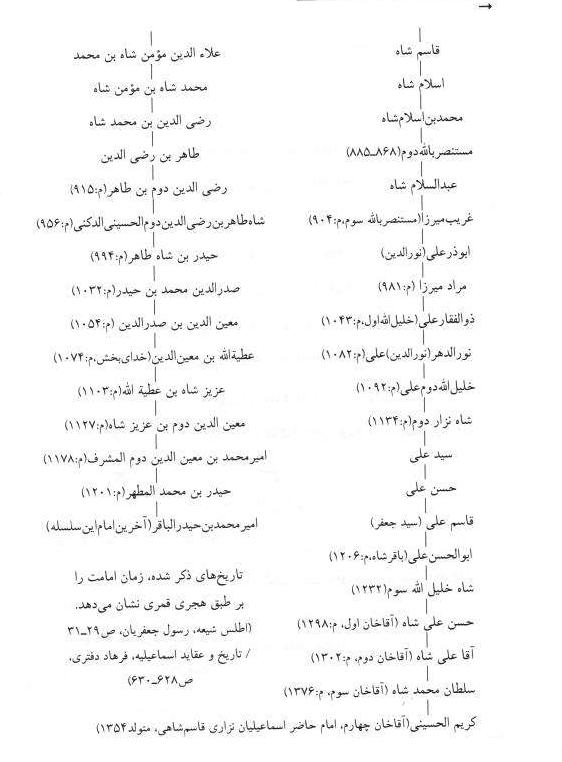 قاسم شاه
اسلام شاه
محمدبن‌اسلام‌شاه
مستنصربالله‌دوم(۸۶۸ـ۸۸۵)
عبدالسلام شاه
غریب‌میرزا(مستنصربالله سوم،م:۹۰۴)
ابوذرعلی(نورالدین)
مراد میرزا (م:۹۸۱)
ذوالفقارعلی(خلیل‌الله‌اول،م:۱۰۴۳)
نورالدهر(نورالدین)علی(م:۱۰۸۲)
خلیل‌الله‌دوم‌علی(م:۱۰۹۲)
شاه نزار دوم(م:۱۱۳۴)
سید علی
حسن علی
قاسم علی (سید جعفر)
ابوالحسن‌علی(باقرشاه،م:۱۲۰۶)
شاه خلیل الله سوم(۱۲۳۲)
حسن علی شاه (آقاخان اول، م:۱۲۹۸)
آقا علی شاه (آقاخان دوم، م:۱۳۰۲)
سلطان محمد شاه (آقاخان سوم، م:۱۳۷۶)
کریم الحسینی(آقاخان چهارم، امام حاضر اسماعیلیان نزاری قاسم‌شاهی، متولد۱۳۵۴)
علاء الدین مؤمن شاه بن محمد
محمد شاه بن مؤمن شاه
رضی الدین بن محمد شاه
طاهر بن رضی الدین
رضی الدین دوم بن طاهر(م:۹۱۵)
شاه‌طاهربن‌رضی‌الدین‌دوم‌الحسینی‌الدکنی(م:۹۵۶)
حیدر بن شاه طاهر(م:۹۹۴)
صدرالدین محمد بن حیدر(م:۱۰۳۲)
معین الدین بن صدرالدین (م:۱۰۵۴)
عطیةالله بن معین‌الدین(خدای‌بخش،م:۱۰۷۴)
عزیز شاه بن عطیة الله(م:۱۱۰۳)
معین الدین دوم بن عزیز شاه(م:۱۱۲۷)
امیرمحمد بن معین الدین دوم المشرف(م:۱۱۷۸)
حیدر بن محمد المطهر(م:۱۲۰۱)
امیرمحمدبن‌حیدرالباقر(آخرین‌امام‌این‌سلسله)
تاریخ‌های ذکر شده، زمان امامت را
بر طبق هجری قمری نشان می‌دهد.
(اطلس شیعه، رسول جعفریان، ص۲۹ـ۳۱
/ تاریخ و عقاید اسماعیلیه، فرهاد دفتری،
ص۶۲۸ـ۶۳۰)